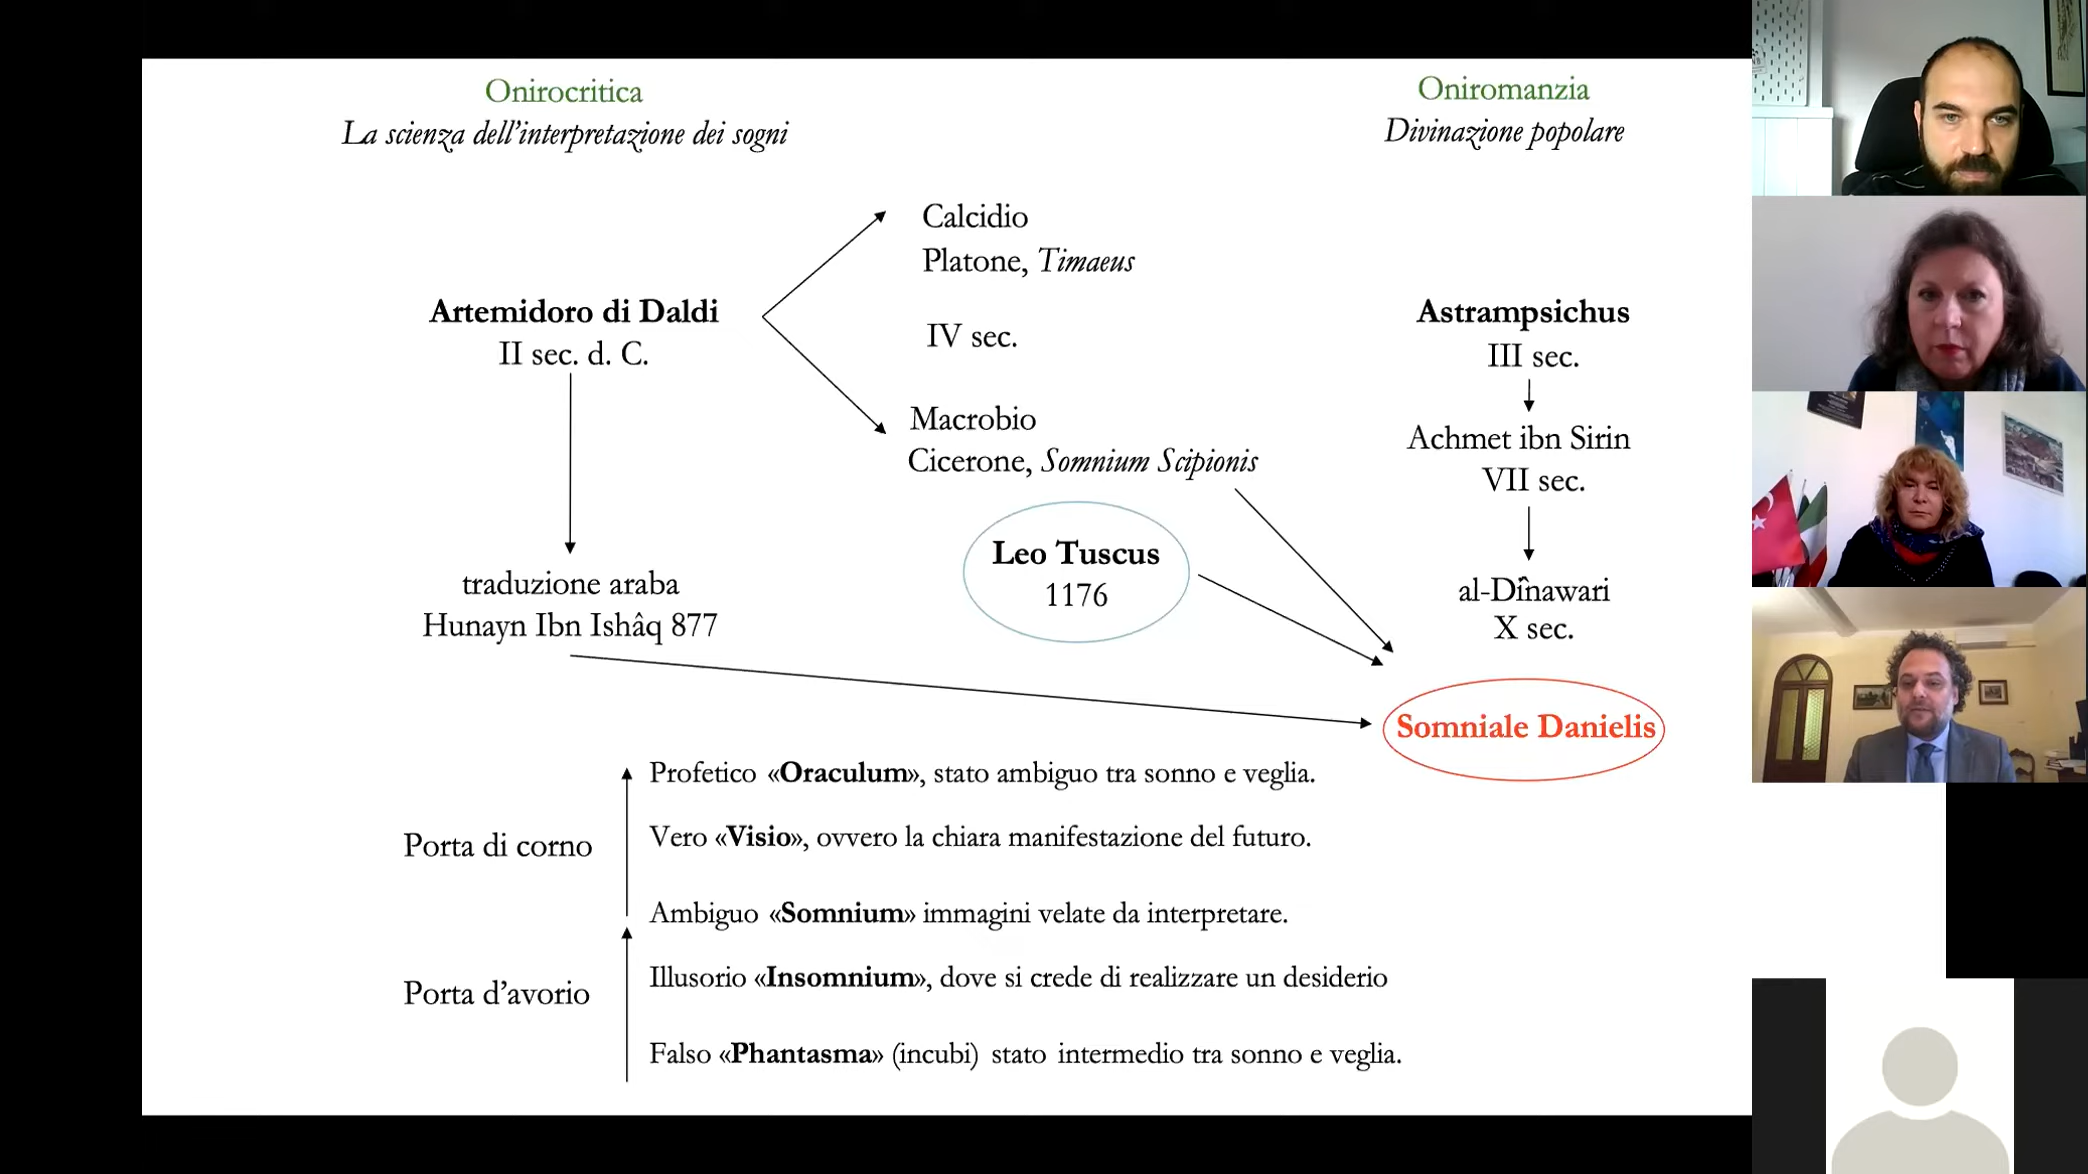 Onirocritica
La scienza dell'interpretazione dei sogni
Oniromanzia
Divinazione popolare
Calcidio
Platone, Timaeus
Artemidoro di Daldi
II sec. d. C.
IV sec.
Astrampsichus
III sec.
Macrobio
Cicerone, Somnium Scipionis
Achmet ibn Sirin
VII sec.
Leo Tuscus
1176
traduzione araba
Hunayn Ibn Ishâq 877
al-Dînawari
X sec.
Somniale Danielis
Porta di corno
Profetico «Oraculum», stato ambiguo tra sonno e veglia.
Vero «Visio», ovvero la chiara manifestazione del futuro.
Ambiguo «Somnium» immagini velate da interpretare.
Porta d'avorio
Illusorio «Insomnium», dove si crede di realizzare un desiderio
Falso «Phantasma» (incubi) stato intermedio tra sonno e veglia.